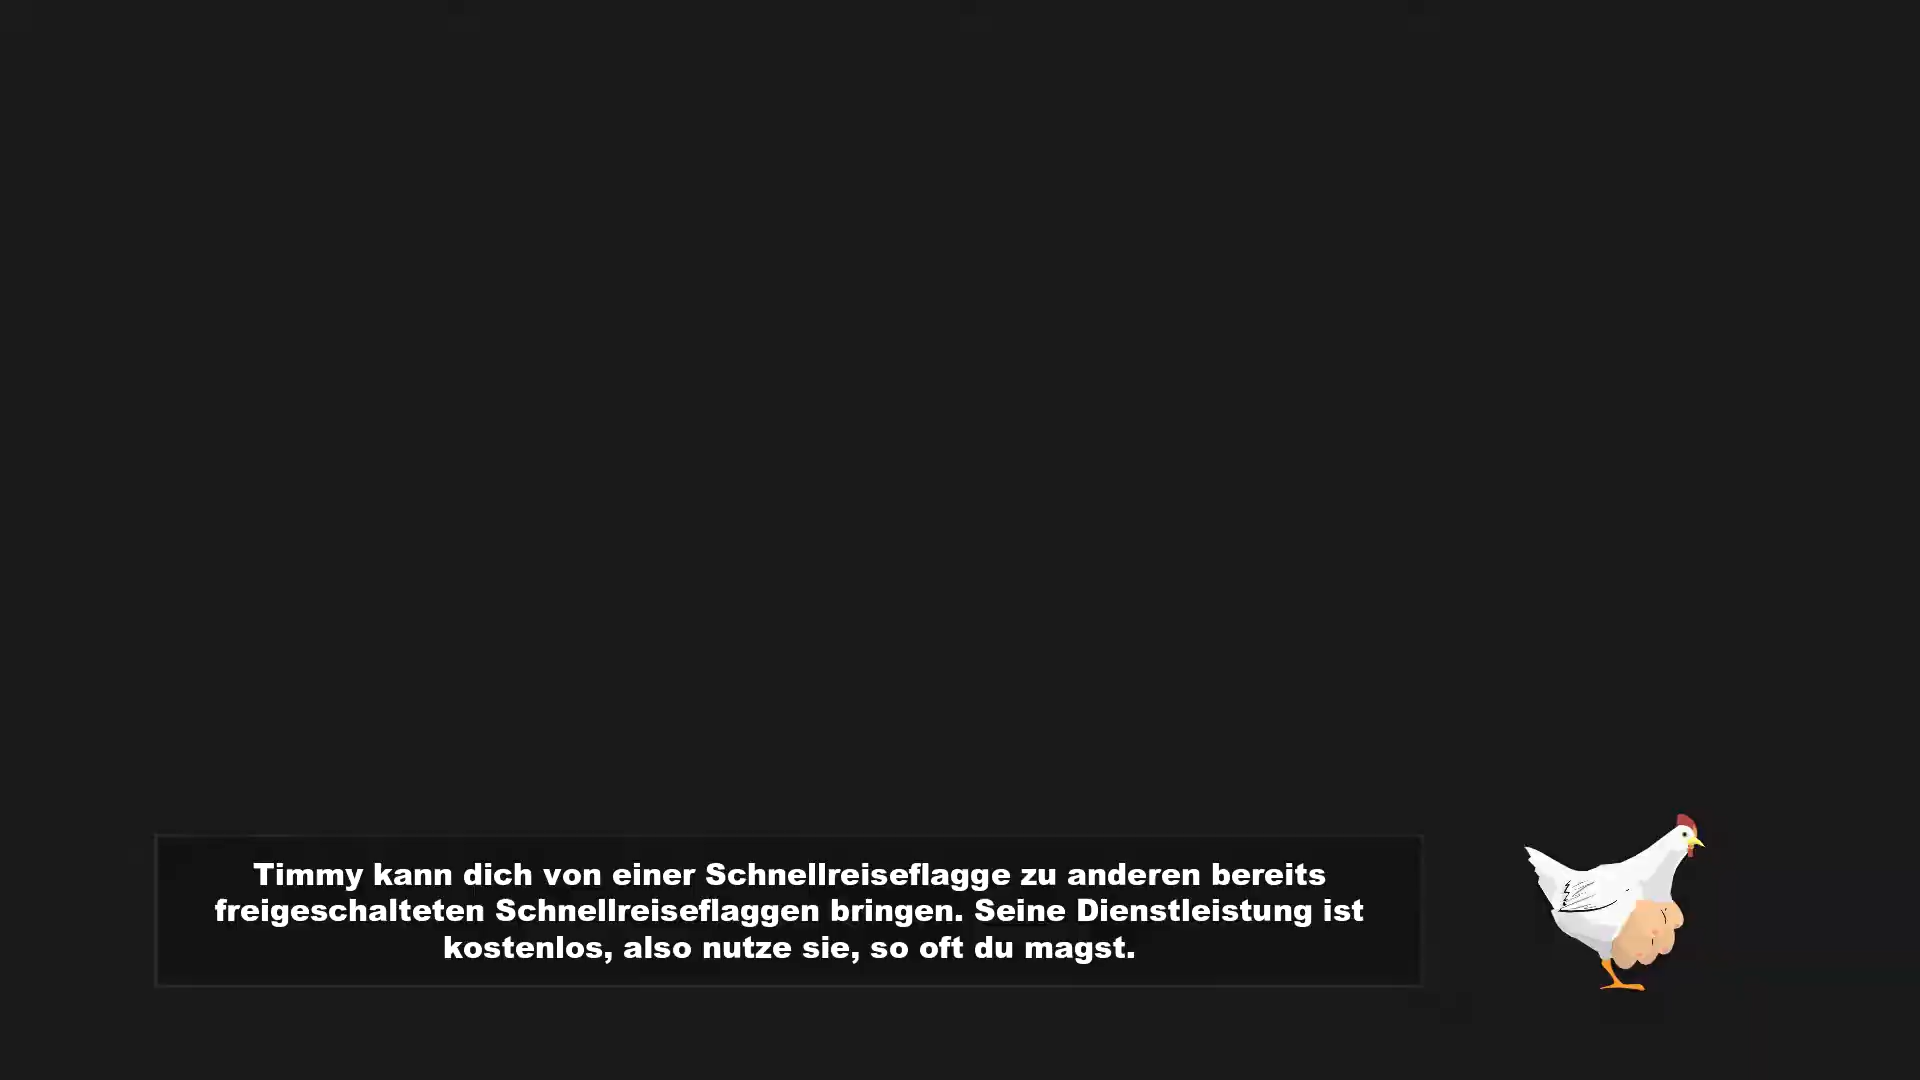 Timmy kann dich von einer Schnellreiseflagge zu anderen bereits
freigeschalteten Schnellreiseflaggen bringen. Seine Dienstleistung ist
kostenlos, also nutze sie, so oft du magst.